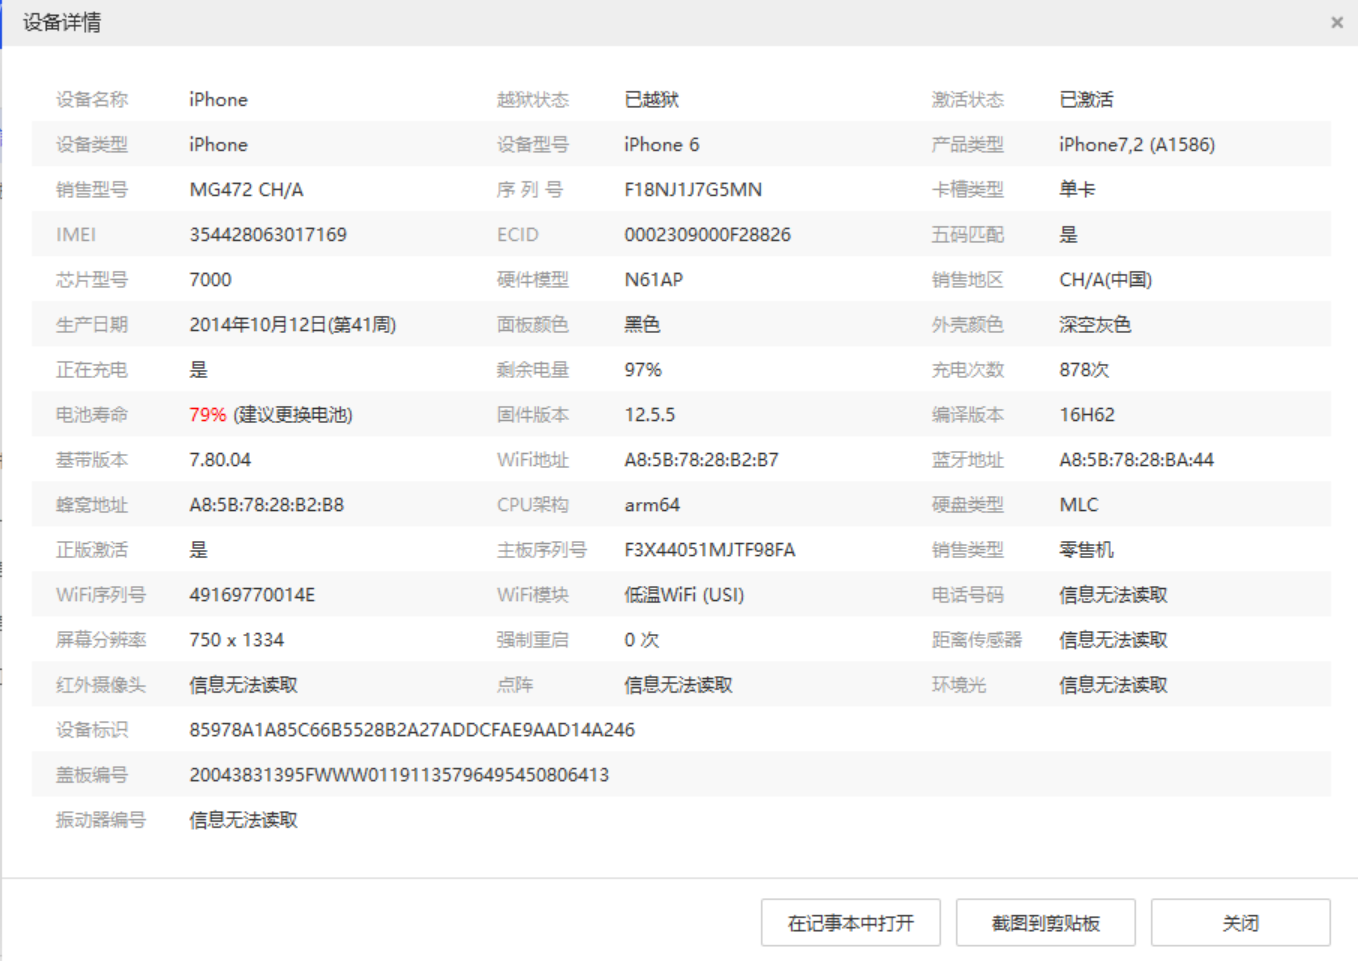 设备详情
设备名称 iPhone 越狱状态 已越狱 激活状态 已激活
设备类型 iPhone 设备型号 iPhone 6 产品类型 iPhone7,2 (A1586)
销售型号 MG472 CH/A 序 列 号 F18NJ1J7G5MN 卡槽类型 单卡
IMEI 354428063017169 ECID 0002309000F28826 五码匹配 是
芯片型号 7000 硬件模型 N61AP 销售地区 CH/A(中国)
生产日期 2014年10月12日(第41周) 面板颜色 黑色 外壳颜色 深空灰色
正在充电 是 剩余电量 97% 充电次数 878次
电池寿命 79% (建议更换电池) 固件版本 12.5.5 编译版本 16H62
基带版本 7.80.04 WiFi地址 A8:5B:78:28:B2:B7 蓝牙地址 A8:5B:78:28:BA:44
蜂窝地址 A8:5B:78:28:B2:B8 CPU架构 arm64 硬盘类型 MLC
正版激活 是 主板序列号 F3X44051MJTF98FA 销售类型 零售机
WiFi序列号 49169770014E WiFi模块 低温WiFi (USI) 电话号码 信息无法读取
屏幕分辨率 750 x 1334 强制重启 0 次 距离传感器 信息无法读取
红外摄像头 信息无法读取 点阵 信息无法读取 环境光 信息无法读取
设备标识 85978A1A85C66B5528B2A27ADDCFAE9AAD14A246
盖板编号 20043831395FWWW01191135796495450806413
振动器编号 信息无法读取
在记事本中打开 截图到剪贴板 关闭